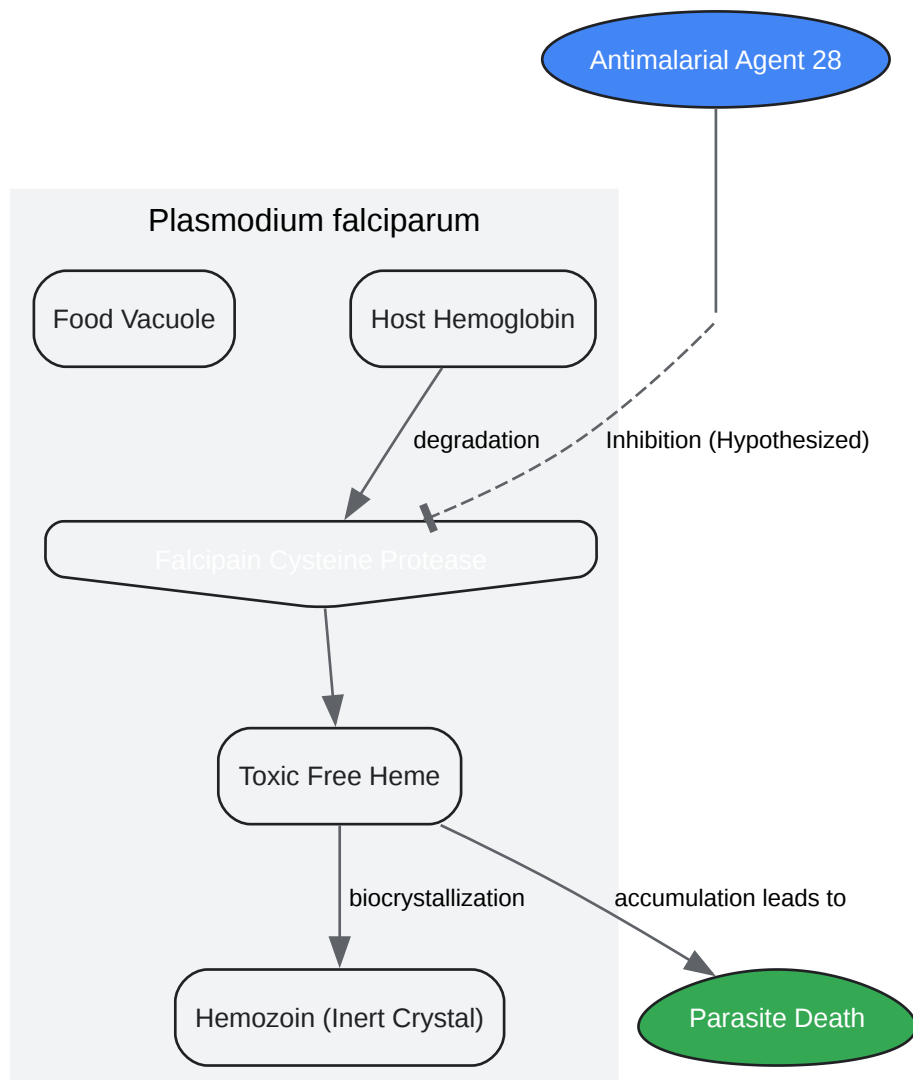 Antimalarial Agent 28
Plasmodium falciparum
Food Vacuole
Host Hemoglobin
degradation
Inhibition (Hypothesized)
Falcipain Cysteine Protease
Toxic Free Heme
biocrystallization
accumulation leads to
Hemozoin (Inert Crystal)
Parasite Death